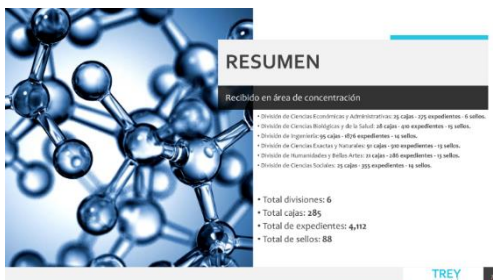 RESUMEN
Recibido en área de concentración
• División de Ciencias Económicas y Administrativas: 25 cajas - 275 expedientes - 6 sellos.
• División de Ciencias Biológicas y de la Salud: 28 cajas - 410 expedientes - 15 sellos.
• División de Ingeniería: 95 cajas - 1876 expedientes - 14 sellos.
• División de Ciencias Exactas y Naturales: 91 cajas - 910 expedientes - 13 sellos.
• División de Humanidades y Bellas Artes: 21 cajas - 286 expedientes - 15 sellos.
• División de Ciencias Sociales: 25 cajas - 355 expedientes - 14 sellos.
• Total divisiones: 6
• Total cajas: 285
• Total de expedientes: 4,112
• Total de sellos: 88
TREY